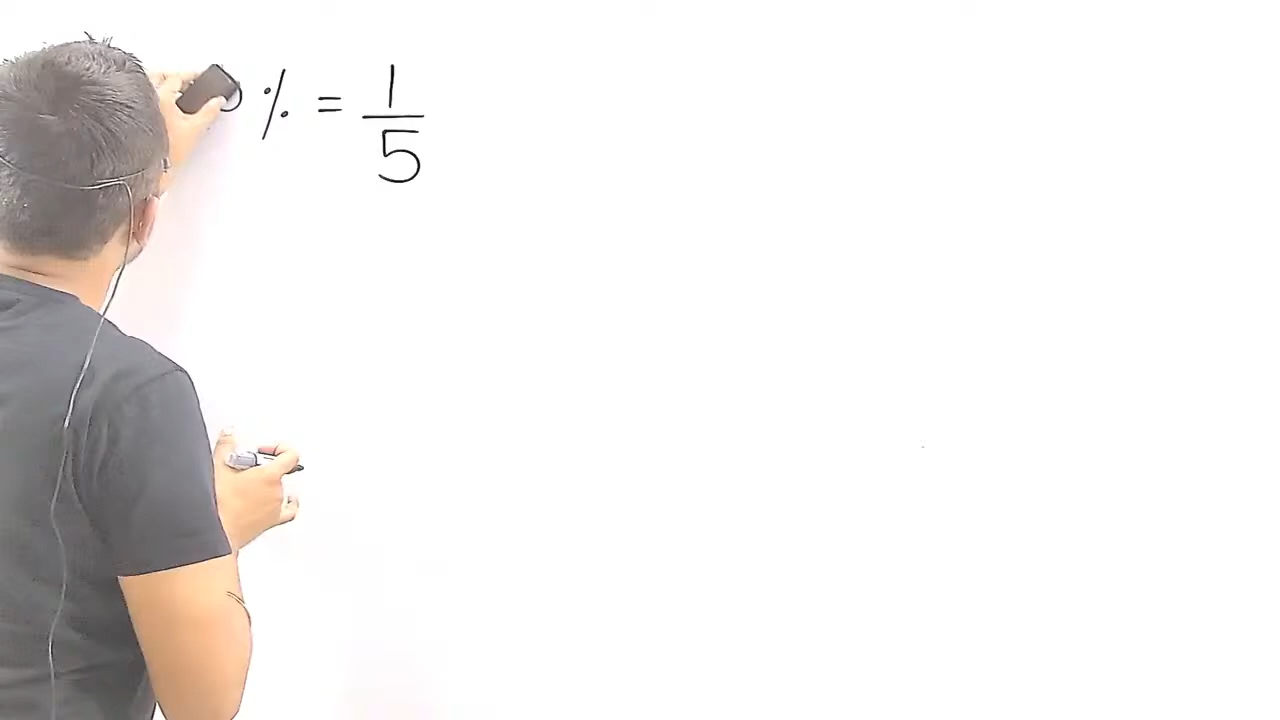 % = 1/5